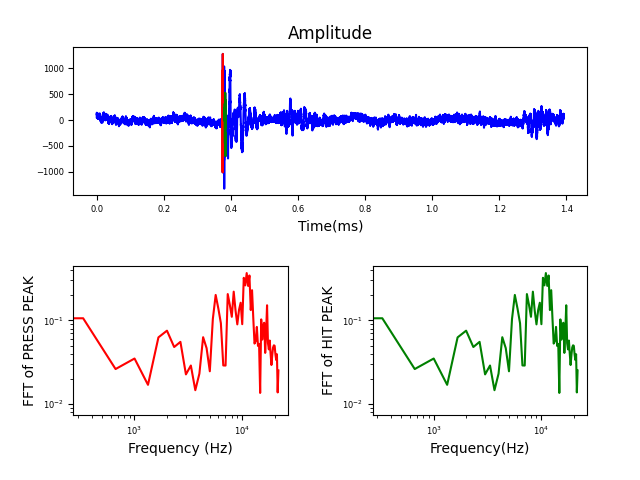 Amplitude
1000
500
0
−500
−1000
0.0 0.2 0.4 0.6 0.8 1.0 1.2 1.4
Time(ms)
FFT of PRESS PEAK
10⁻¹
10⁻²
10³ 10⁴
Frequency (Hz)
FFT of HIT PEAK
10⁻¹
10⁻²
10³ 10⁴
Frequency(Hz)